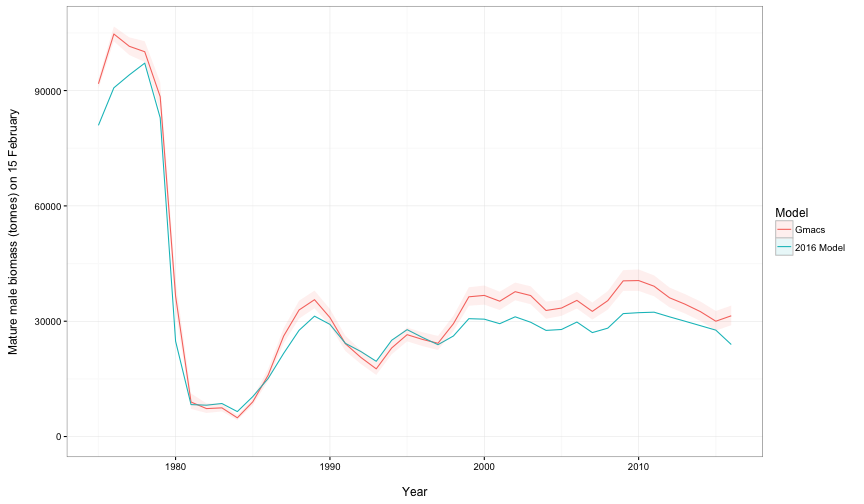 Mature male biomass (tonnes) on 15 February
90000
60000
30000
0
1980
1990
2000
2010
Year
Model
Gmacs
2016 Model